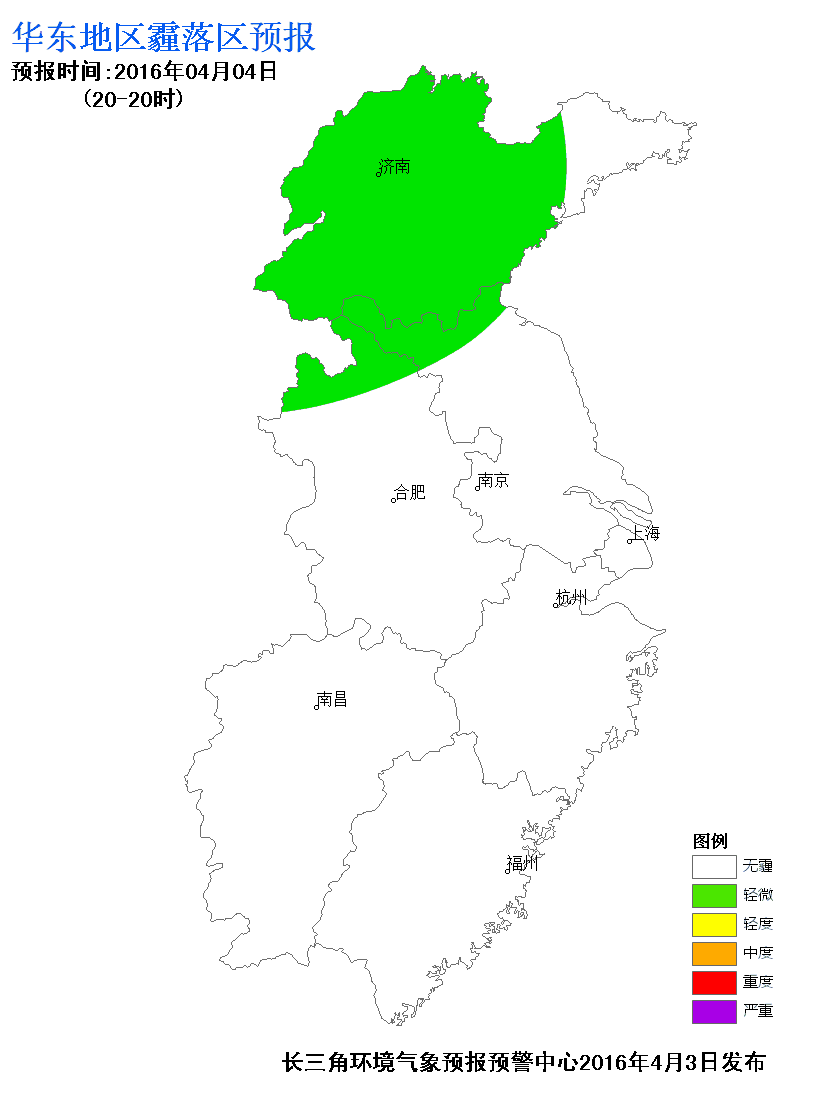 华东地区霾落区预报
预报时间:2016年04月04日
(20-20时)
济南
南京
合肥
上海
杭州
南昌
福州
图例
无霾
轻微
轻度
中度
重度
严重
长三角环境气象预报预警中心2016年4月3日发布